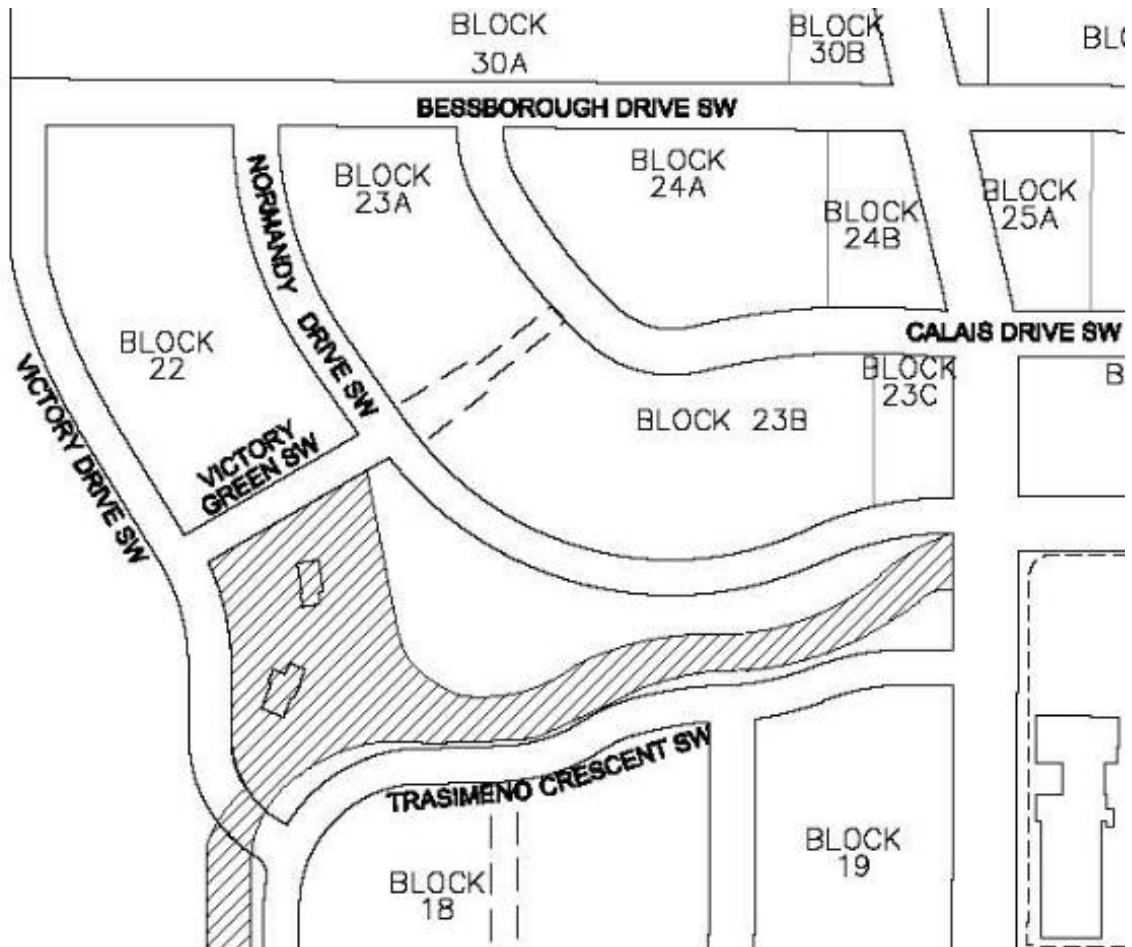 BLOCK
30A
BLOCK
30B
BLO
BESSBOROUGH DRIVE SW
BLOCK
23A
BLOCK
24A
BLOCK
24B
BLOCK
25A
NORMANDY DRIVE SW
CALAIS DRIVE SW
BLOCK
22
BLOCK
23C
B
BLOCK 23B
VICTORY DRIVE SW
VICTORY
GREEN SW
TRASIMENO CRESCENT SW
BLOCK
18
BLOCK
19